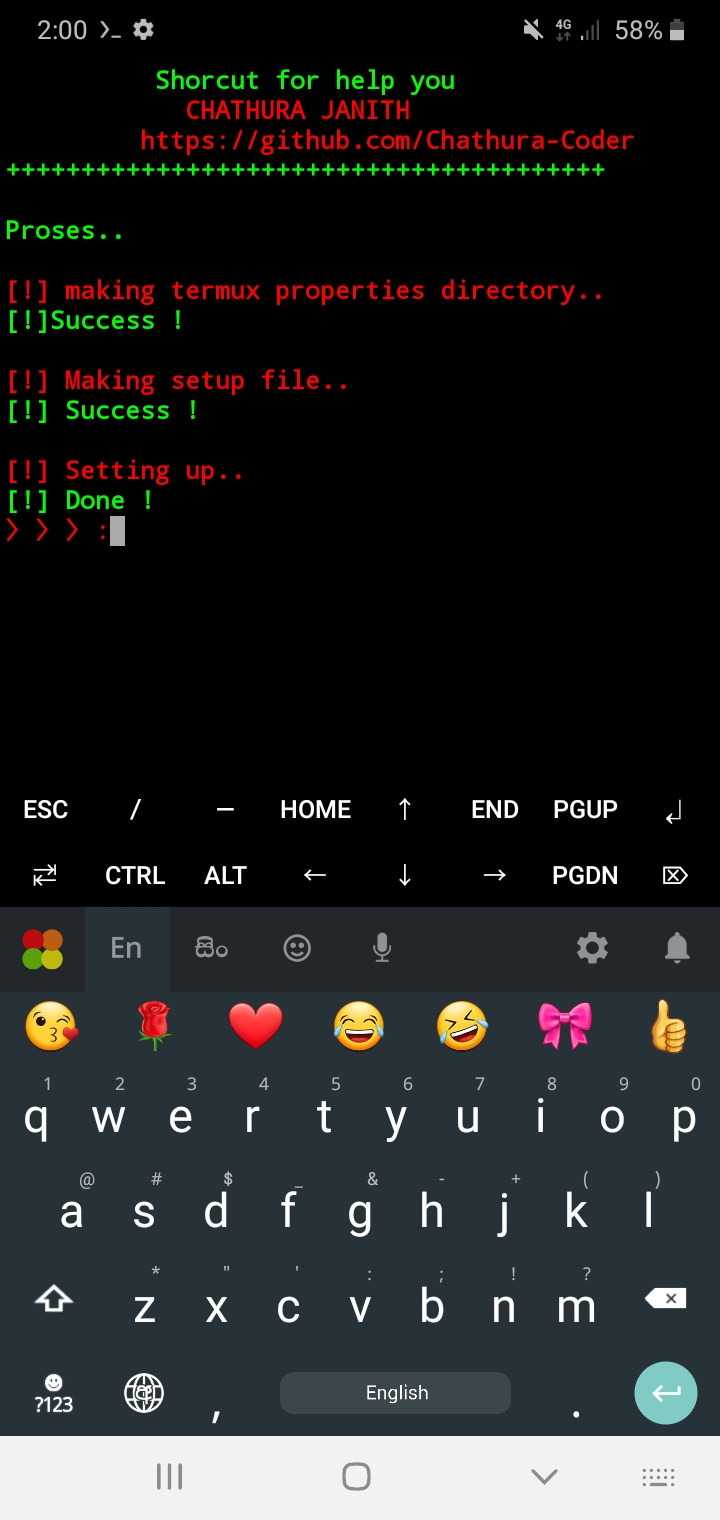 2:00 58%
4G
Shorcut for help you
CHATHURA JANITH
https://github.com/Chathura-Coder
++++++++++++++++++++++++++++++++++++++++
Proses..
[!] making termux properties directory..
[!]Success !
[!] Making setup file..
[!] Success !
[!] Setting up..
[!] Done !
❯ ❯ ❯ :
ESC / — HOME ↑ END PGUP ↲
⇄ CTRL ALT ← ↓ → PGDN ⌦
En සිං
1 2 3 4 5 6 7 8 9 0
q w e r t y u i o p
@ # $ _ & - + ( )
a s d f g h j k l
* " ' : ; ! ?
z x c v b n m
?123 , English .